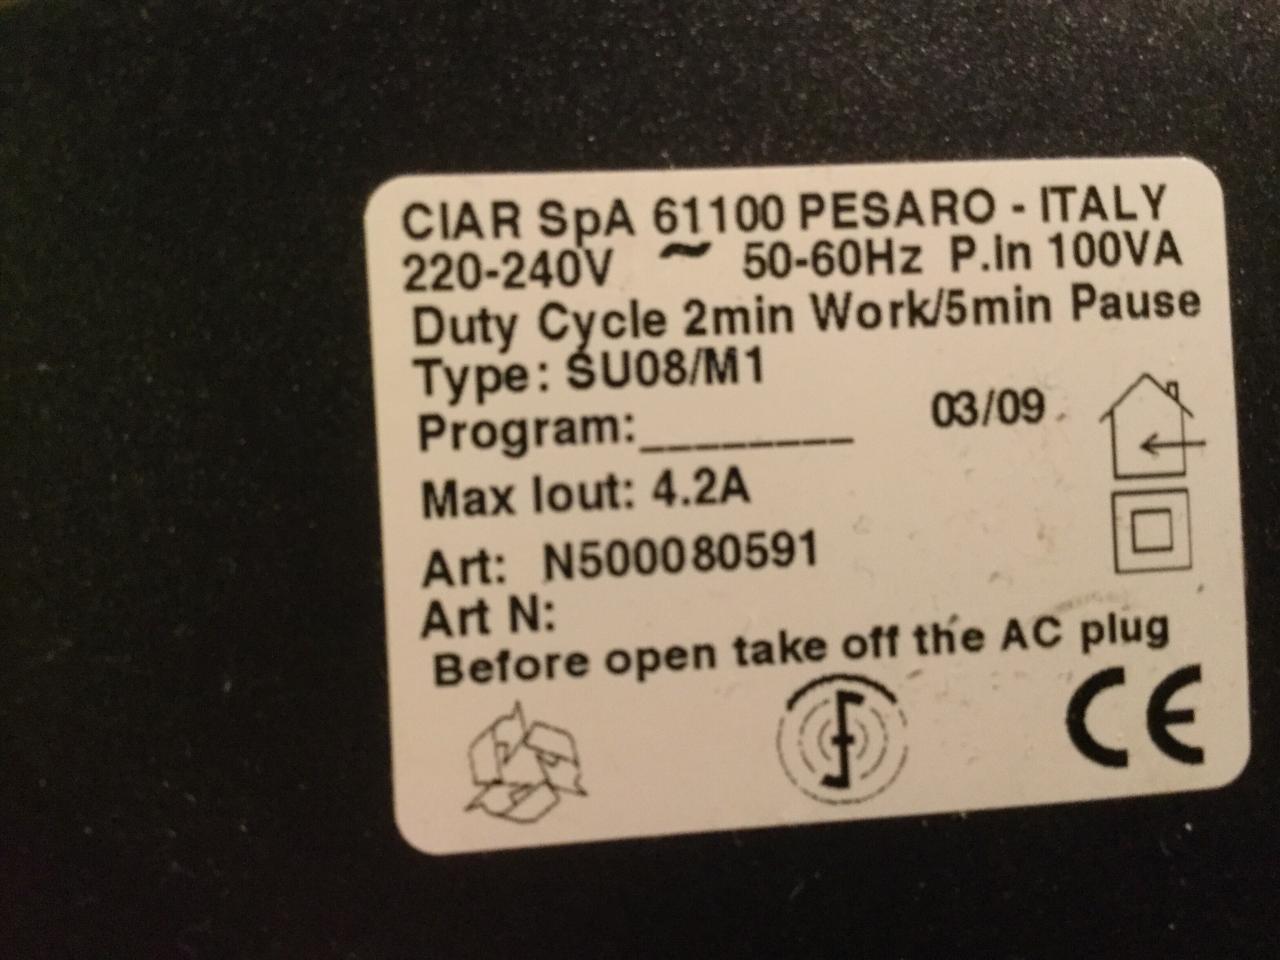 CIAR SpA 61100 PESARO - ITALY
220-240V ~ 50-60Hz P.In 100VA
Duty Cycle 2min Work/5min Pause
Type: SU08/M1
Program:________ 03/09
Max Iout: 4.2A
Art: N500080591
Art N:
Before open take off the AC plug
CE